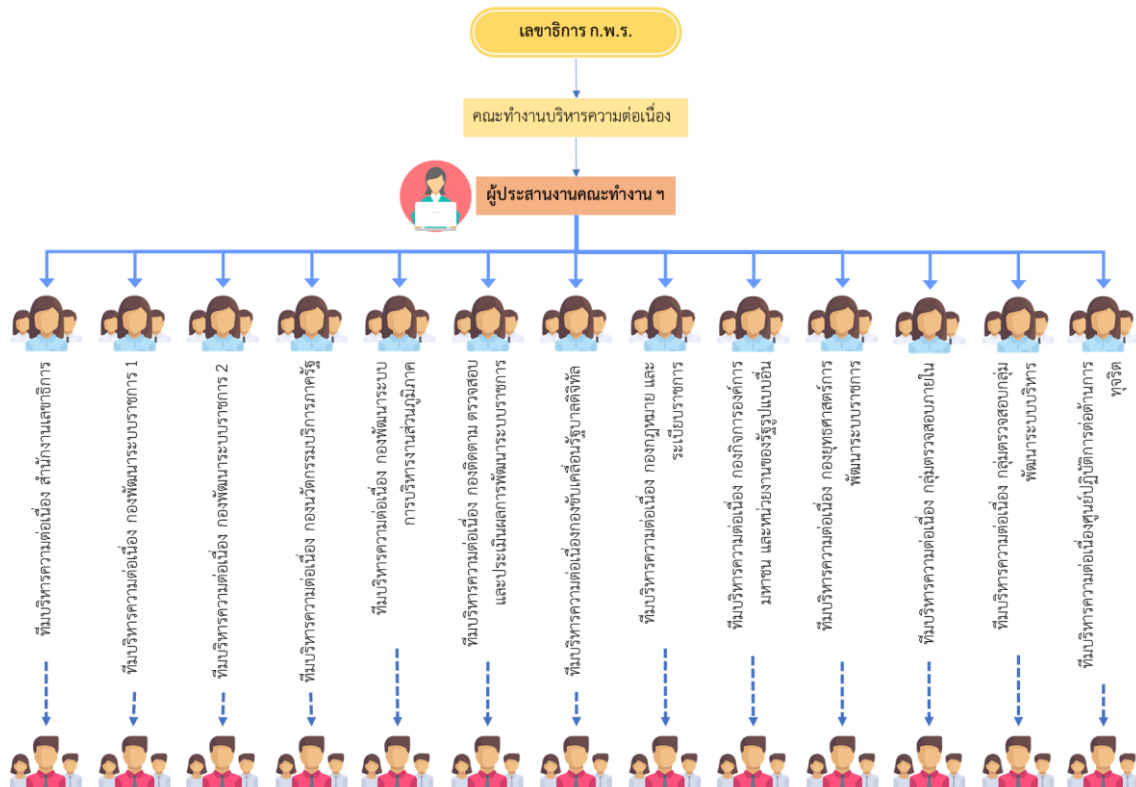 เลขาธิการ ก.พ.ร.
คณะทำงานบริหารความต่อเนื่อง
ผู้ประสานงานคณะทำงาน ฯ
ทีมบริหารความต่อเนื่อง สำนักงานเลขาธิการ
ทีมบริหารความต่อเนื่อง กองพัฒนาระบบราชการ 1
ทีมบริหารความต่อเนื่อง กองพัฒนาระบบราชการ 2
ทีมบริหารความต่อเนื่อง กองนวัตกรรมบริการภาครัฐ
ทีมบริหารความต่อเนื่อง กองพัฒนาระบบ
การบริหารงานส่วนภูมิภาค
ทีมบริหารความต่อเนื่อง กองติดตาม ตรวจสอบ
และประเมินผลการพัฒนาระบบราชการ
ทีมบริหารความต่อเนื่องกองขับเคลื่อนรัฐบาลดิจิทัล
ทีมบริหารความต่อเนื่อง กองกฎหมาย และ
ระเบียบราชการ
ทีมบริหารความต่อเนื่อง กองกิจการองค์การ
มหาชน และหน่วยงานของรัฐรูปแบบอื่น
ทีมบริหารความต่อเนื่อง กองยุทธศาสตร์การ
พัฒนาระบบราชการ
ทีมบริหารความต่อเนื่อง กลุ่มตรวจสอบภายใน
ทีมบริหารความต่อเนื่อง กลุ่มตรวจสอบกลุ่ม
พัฒนาระบบบริหาร
ทีมบริหารความต่อเนื่องศูนย์ปฏิบัติการต่อต้านการ
ทุจริต